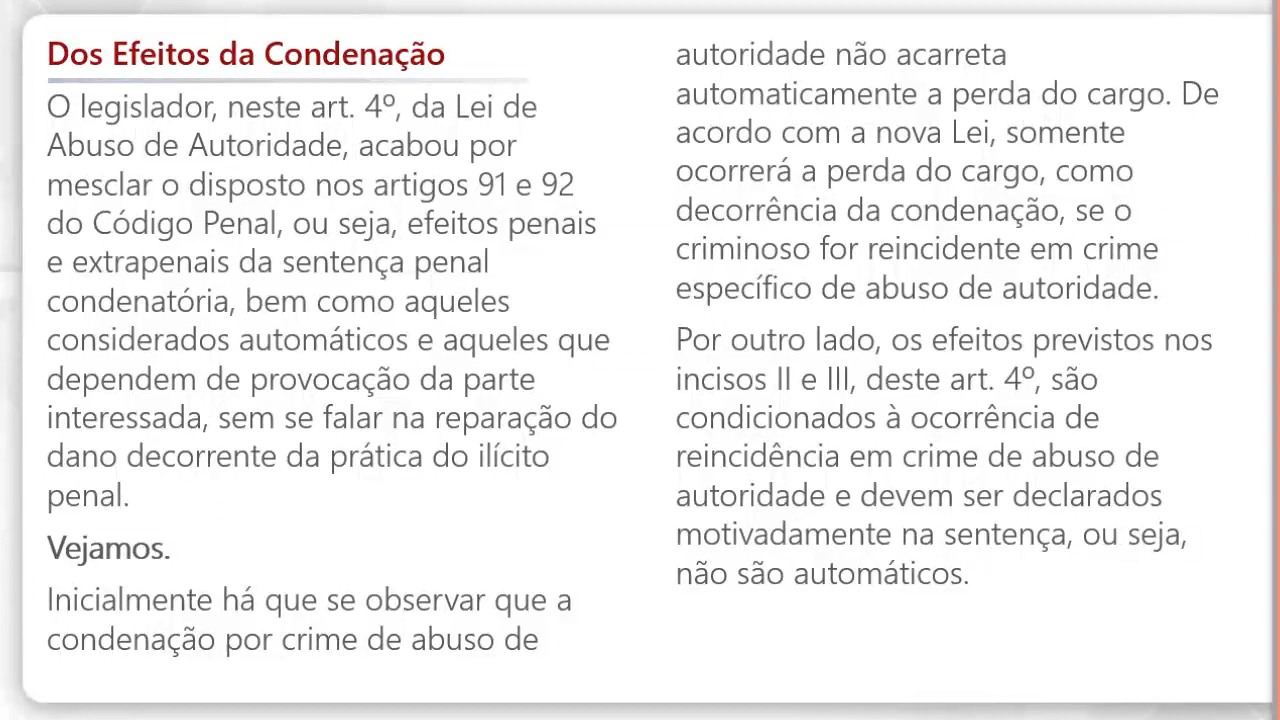 Dos Efeitos da Condenação
O legislador, neste art. 4º, da Lei de
Abuso de Autoridade, acabou por
mesclar o disposto nos artigos 91 e 92
do Código Penal, ou seja, efeitos penais
e extrapenais da sentença penal
condenatória, bem como aqueles
considerados automáticos e aqueles que
dependem de provocação da parte
interessada, sem se falar na reparação do
dano decorrente da prática do ilícito
penal.
Vejamos.
Inicialmente há que se observar que a
condenação por crime de abuso de
autoridade não acarreta
automaticamente a perda do cargo. De
acordo com a nova Lei, somente
ocorrerá a perda do cargo, como
decorrência da condenação, se o
criminoso for reincidente em crime
específico de abuso de autoridade.
Por outro lado, os efeitos previstos nos
incisos II e III, deste art. 4º, são
condicionados à ocorrência de
reincidência em crime de abuso de
autoridade e devem ser declarados
motivadamente na sentença, ou seja,
não são automáticos.